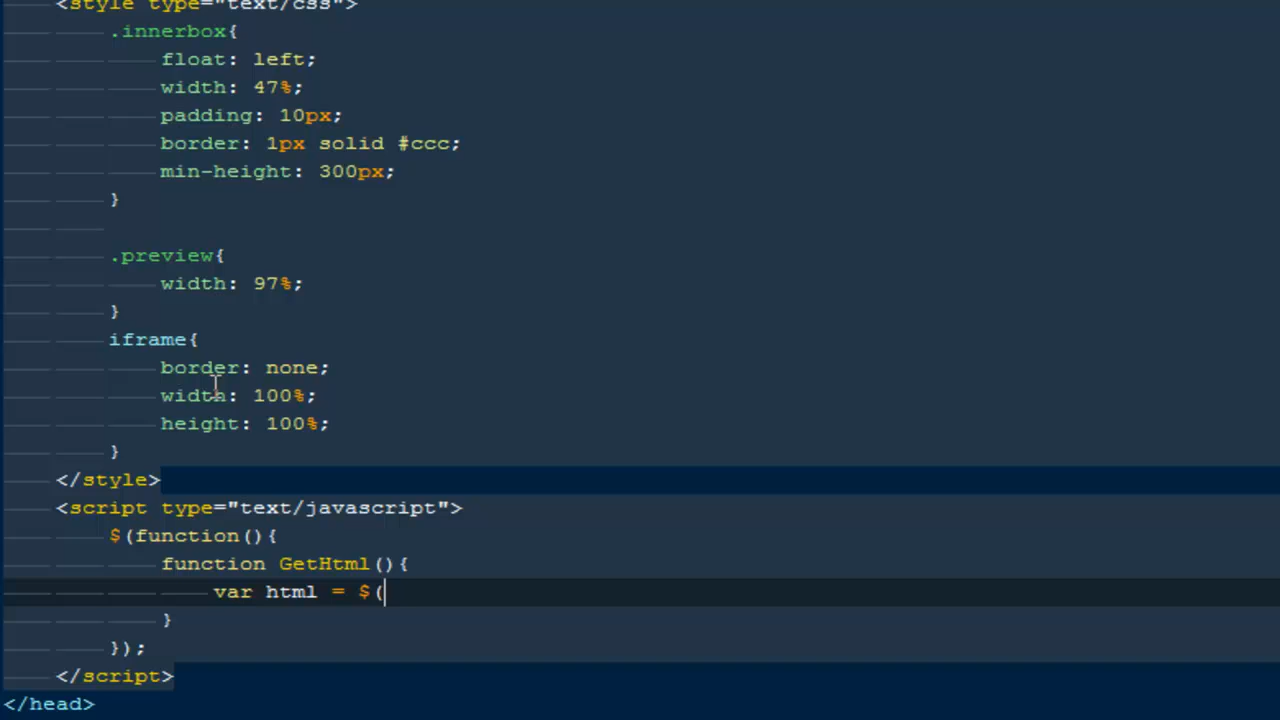 <style type="text/css">
.innerbox{
float: left;
width: 47%;
padding: 10px;
border: 1px solid #ccc;
min-height: 300px;
}
.preview{
width: 97%;
}
iframe{
border: none;
width: 100%;
height: 100%;
}
</style>
<script type="text/javascript">
$(function(){
function GetHtml(){
var html = $(
}
});
</script>
</head>